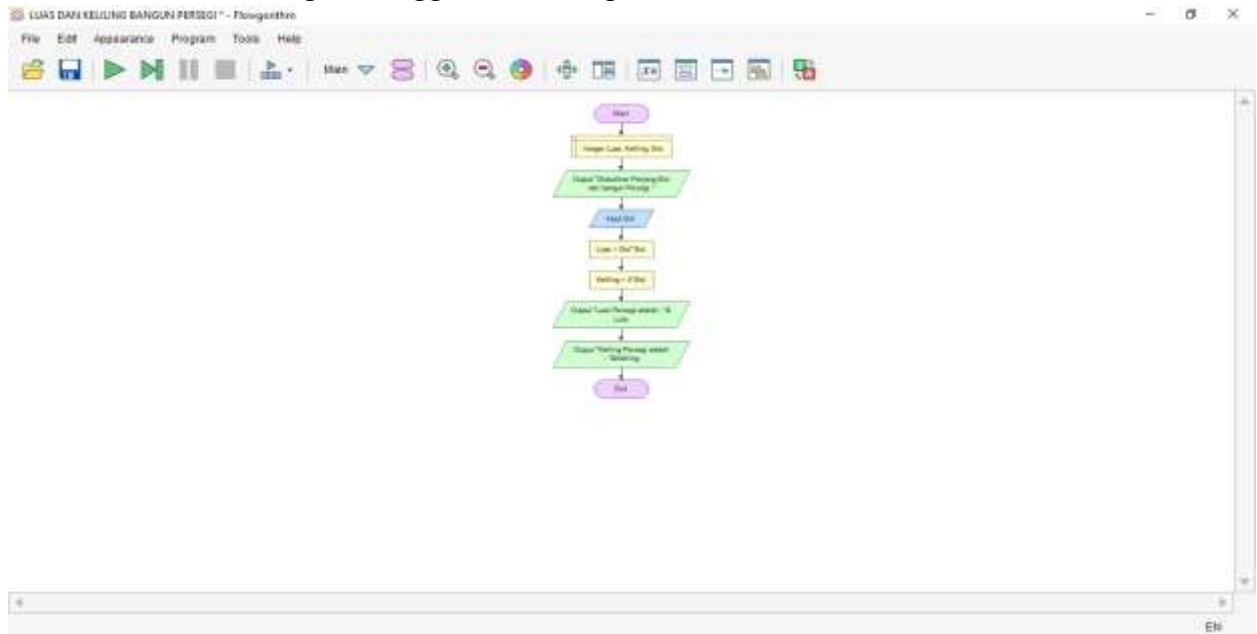 LUAS DAN KELILING BANGUN PERSEGI * - Flowgorithm
File Edit Appearance Program Tools Help
Main
Main
Integer Luas, Keliling, Sisi
Output "Masukkan Panjang Sisi
dari bangun Persegi "
Input Sisi
Luas = Sisi*Sisi
Keliling = 4*Sisi
Output "Luas Persegi adalah : "&
Luas
Output "Keliling Persegi adalah
End
EN